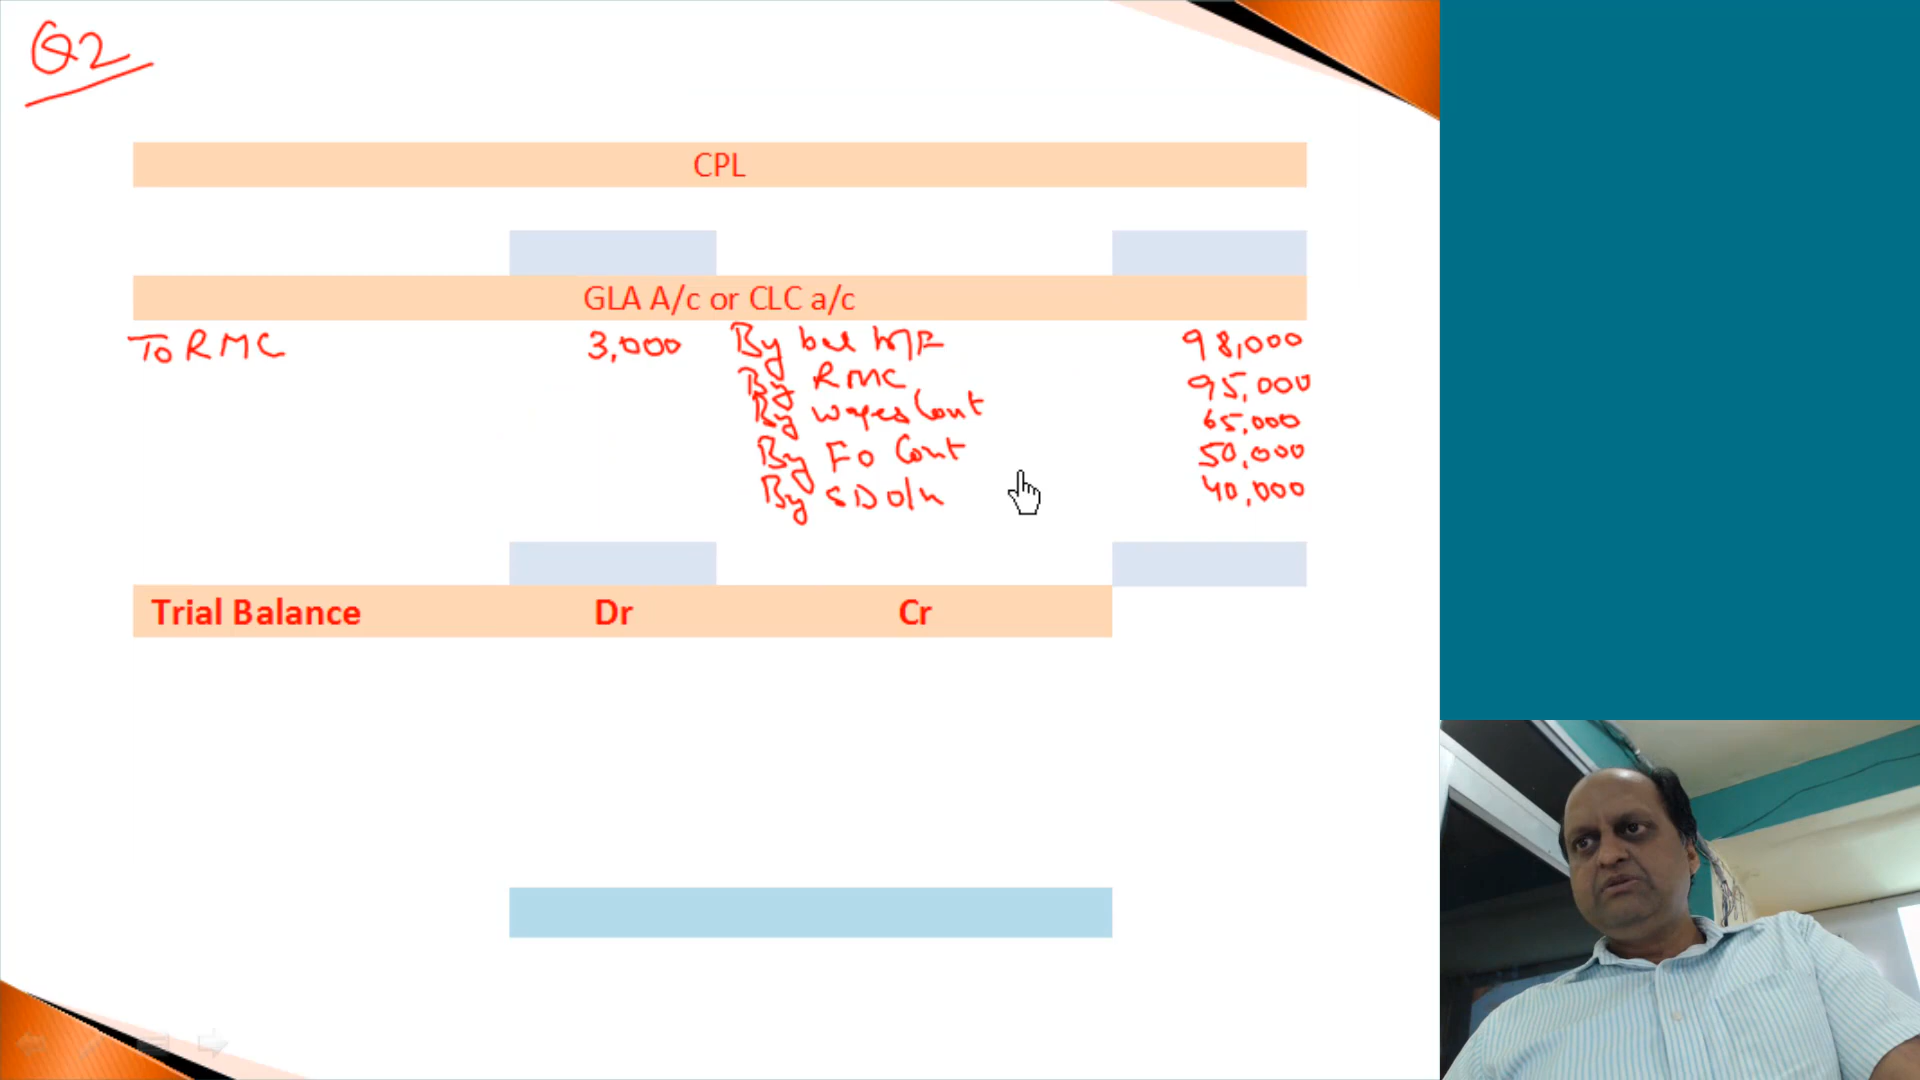 Q2
CPL
GLA A/c or CLC a/c
To RMC 3,000 By bal b/f 98,000
By RMC 95,000
By wages Cont 65,000
By FO Cont 50,000
By SD o/h 40,000
Trial Balance Dr Cr